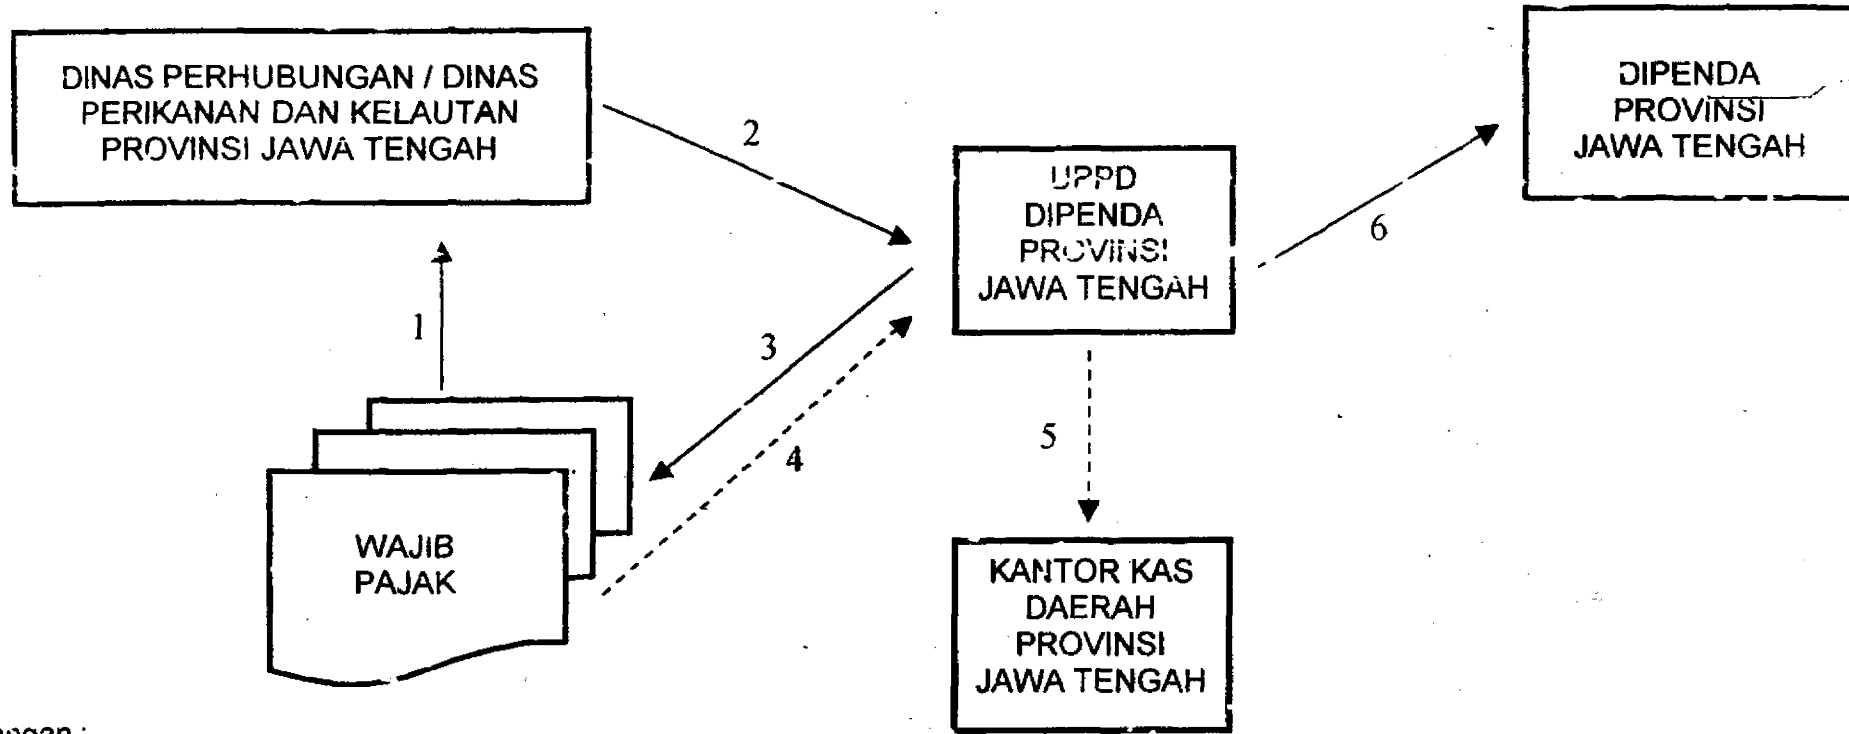 DINAS PERHUBUNGAN / DINAS
PERIKANAN DAN KELAUTAN
PROVINSI JAWA TENGAH
DIPENDA
PROVINSI
JAWA TENGAH
2
UPPD
DIPENDA
PROVINSI
JAWA TENGAH
6
1
3
4
5
WAJIB
PAJAK
KANTOR KAS
DAERAH
PROVINSI
JAWA TENGAH